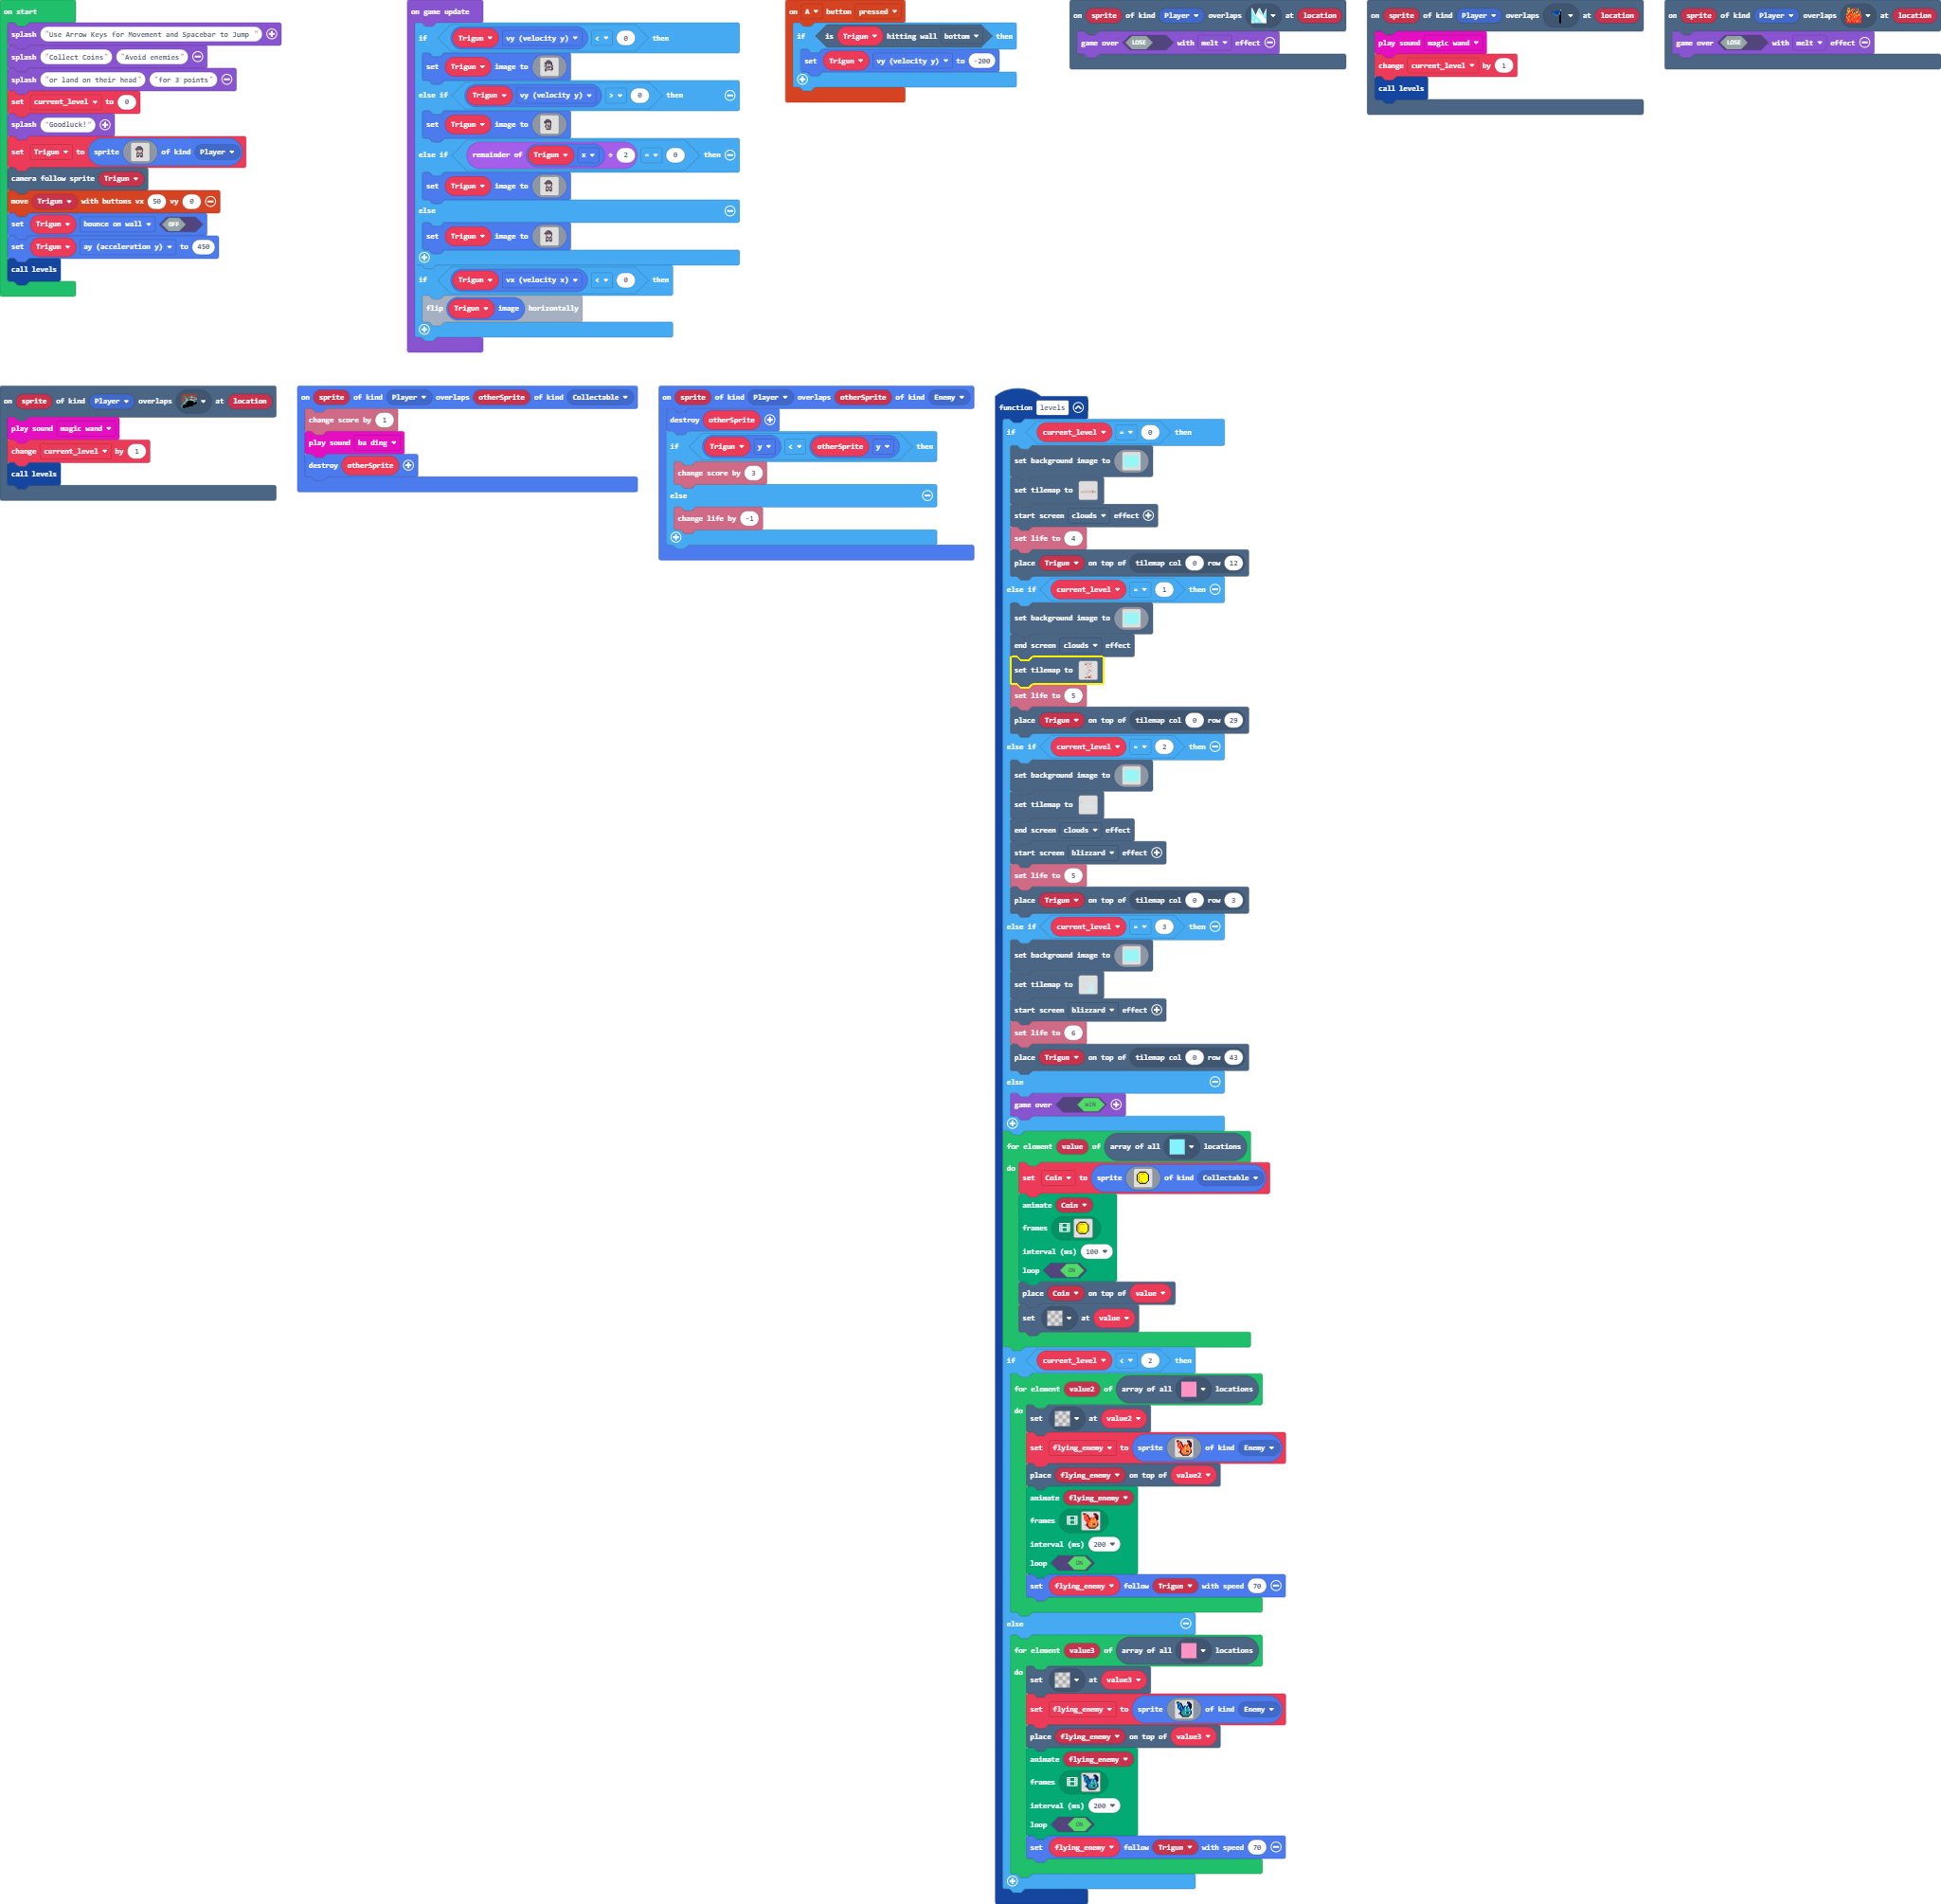 on start
splash "Use Arrow Keys for Movement and Spacebar to Jump "
splash "Collect Coins" "Avoid enemies"
splash "or land on their head" "for 3 points"
set current_level to 0
splash "Goodluck!"
set Trigun to sprite of kind Player
camera follow sprite Trigun
move Trigun with buttons vx 50 vy 0
set Trigun bounce on wall OFF
set Trigun ay (acceleration y) to 450
call levels
on game update
if Trigun vy (velocity y) < 0 then
set Trigun image to
else if Trigun vy (velocity y) > 0 then
set Trigun image to
else if remainder of Trigun x ÷ 2 = 0 then
set Trigun image to
else
set Trigun image to
if Trigun vx (velocity x) < 0 then
flip Trigun image horizontally
on A button pressed
if is Trigun hitting wall bottom then
set Trigun vy (velocity y) to -200
on sprite of kind Player overlaps at location
game over LOSE with melt effect
on sprite of kind Player overlaps at location
play sound magic wand
change current_level by 1
call levels
on sprite of kind Player overlaps at location
game over LOSE with melt effect
on sprite of kind Player overlaps at location
play sound magic wand
change current_level by 1
call levels
on sprite of kind Player overlaps otherSprite of kind Collectable
change score by 1
play sound ba ding
destroy otherSprite
on sprite of kind Player overlaps otherSprite of kind Enemy
destroy otherSprite
if Trigun y < otherSprite y then
change score by 3
else
change life by -1
function levels
if current_level = 0 then
set background image to
set tilemap to
start screen clouds effect
set life to 4
place Trigun on top of tilemap col 0 row 12
else if current_level = 1 then
set background image to
end screen clouds effect
set tilemap to
set life to 5
place Trigun on top of tilemap col 0 row 29
else if current_level = 2 then
set background image to
set tilemap to
end screen clouds effect
start screen blizzard effect
set life to 5
place Trigun on top of tilemap col 0 row 3
else if current_level = 3 then
set background image to
set tilemap to
start screen blizzard effect
set life to 6
place Trigun on top of tilemap col 0 row 43
else
game over WIN
for element value of array of all locations
do
set Coin to sprite of kind Collectable
animate Coin
frames
interval (ms) 100
loop ON
place Coin on top of value
set at value
if current_level < 2 then
for element value2 of array of all locations
do
set at value2
set flying_enemy to sprite of kind Enemy
place flying_enemy on top of value2
animate flying_enemy
frames
interval (ms) 200
loop ON
set flying_enemy follow Trigun with speed 70
else
for element value3 of array of all locations
do
set at value3
set flying_enemy to sprite of kind Enemy
place flying_enemy on top of value3
animate flying_enemy
frames
interval (ms) 200
loop ON
set flying_enemy follow Trigun with speed 70